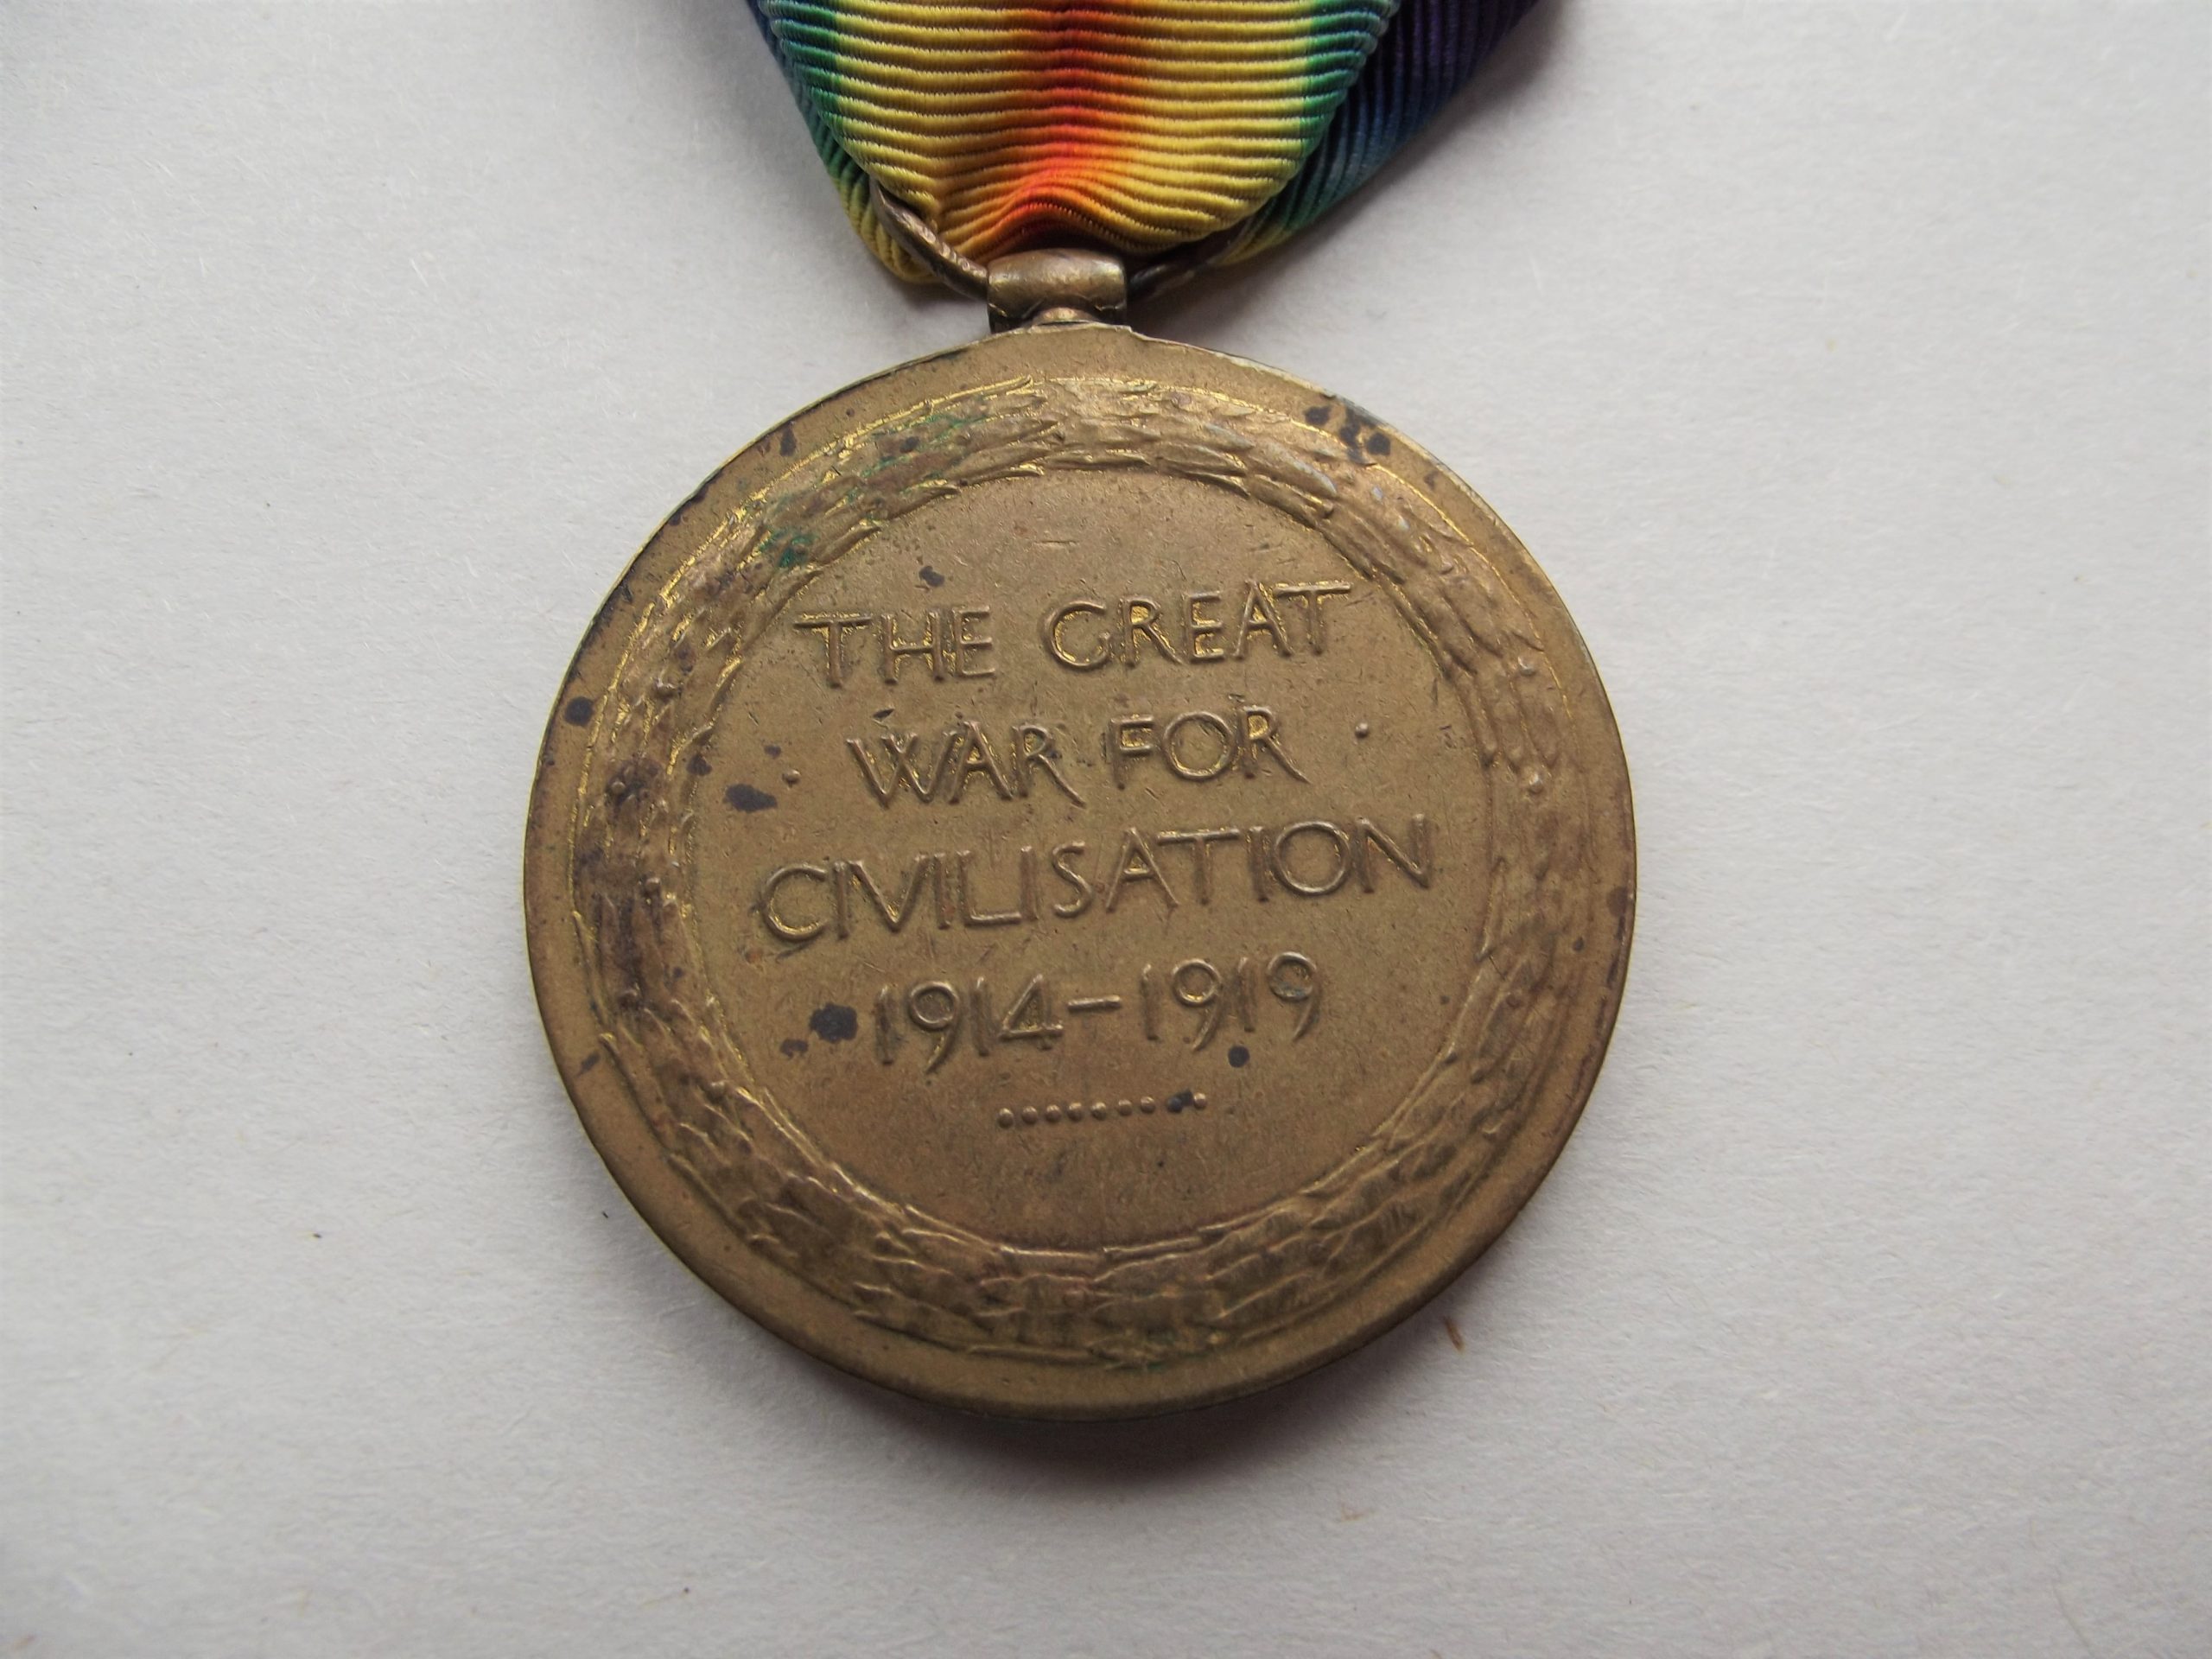 THE GREAT
WAR FOR
CIVILISATION
1914-1919